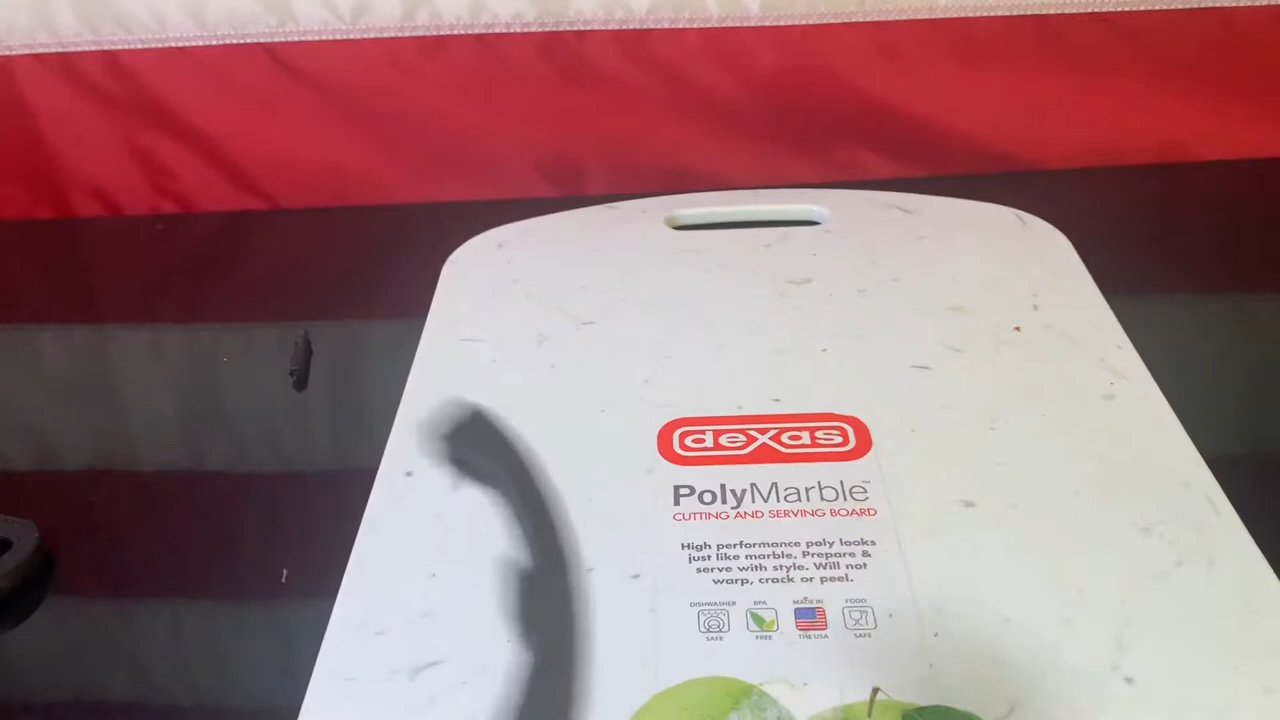 dexas
PolyMarble™
CUTTING AND SERVING BOARD
High performance poly looks
just like marble. Prepare &
serve with style. Will not
warp, crack or peel.
DISHWASHER SAFE
BPA FREE
MADE IN THE USA
FOOD SAFE